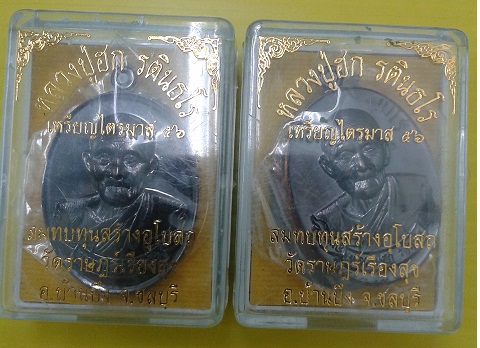 หลวงปู่ฮก รตินฺธโร
เหรียญไตรมาส ๕๖
สมทบทุนสร้างอุโบสถ
วัดราษฎร์เรืองสุข
อ.บ้านบึง จ.ชลบุรี
หลวงปู่ฮก รตินฺธโร
เหรียญไตรมาส ๕๖
สมทบทุนสร้างอุโบสถ
วัดราษฎร์เรืองสุข
อ.บ้านบึง จ.ชลบุรี